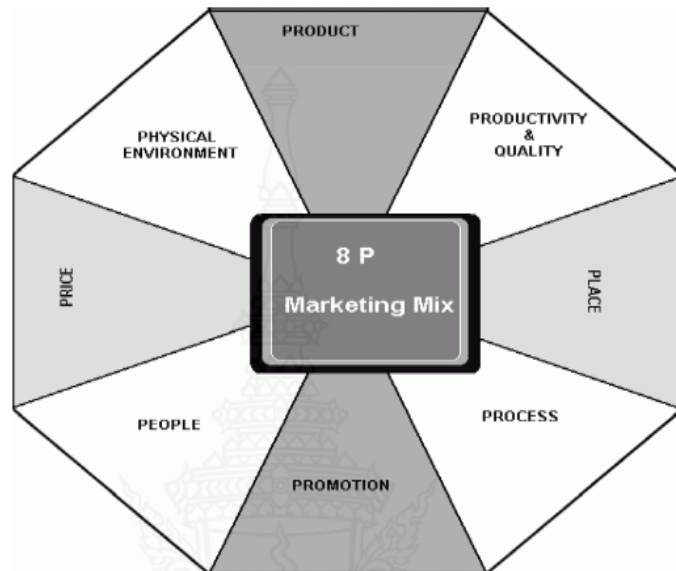 PRODUCT
PHYSICAL
ENVIRONMENT
PRODUCTIVITY
&
QUALITY
8 P
Marketing Mix
PRICE
PLACE
PEOPLE
PROCESS
PROMOTION